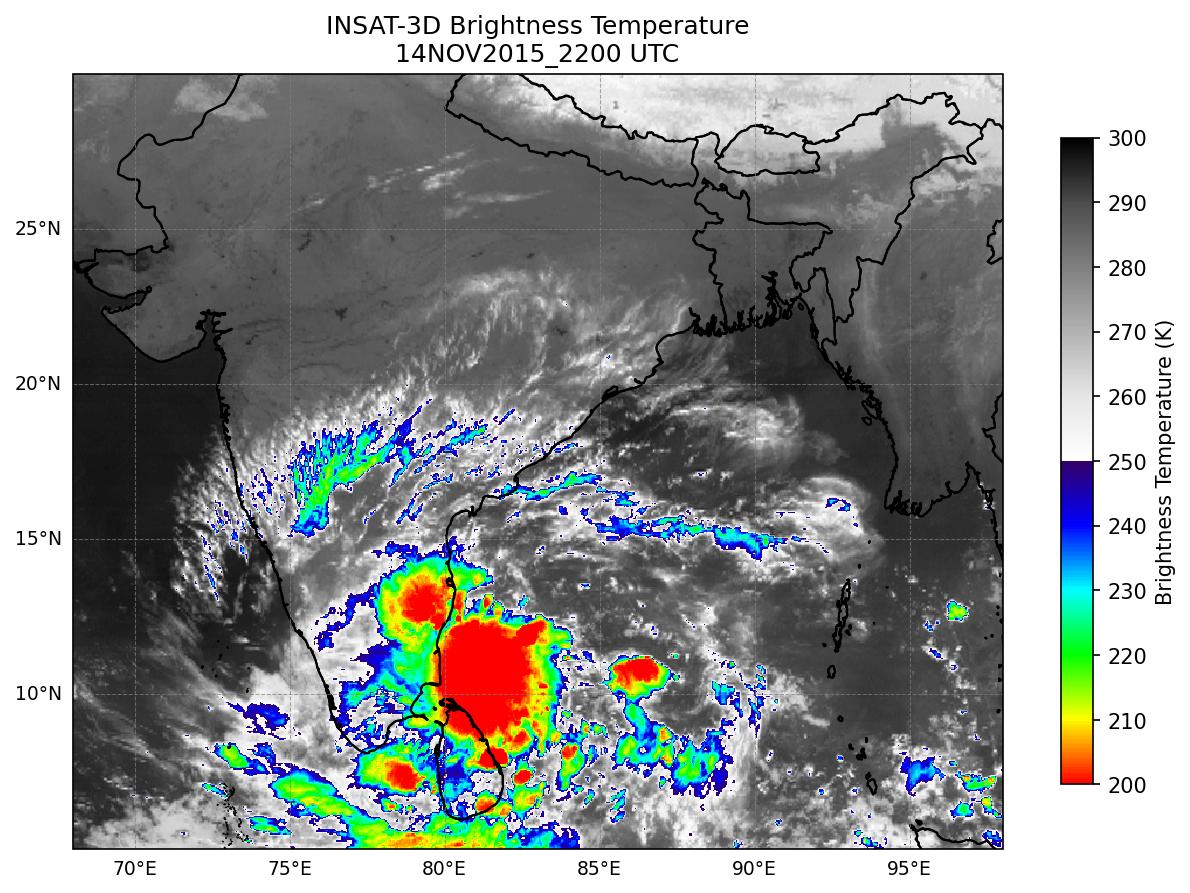 INSAT-3D Brightness Temperature
14NOV2015_2200 UTC
25°N
20°N
15°N
10°N
70°E
75°E
80°E
85°E
90°E
95°E
300
290
280
270
260
250
240
230
220
210
200
Brightness Temperature (K)